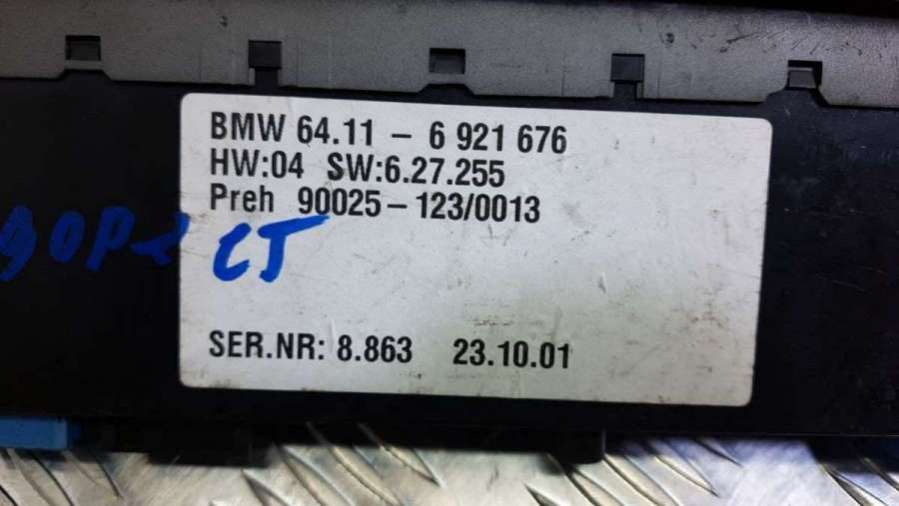 BMW 64.11 – 6 921 676
HW:04 SW:6.27.255
Preh 90025–123/0013
CT
SER.NR: 8.863 23.10.01